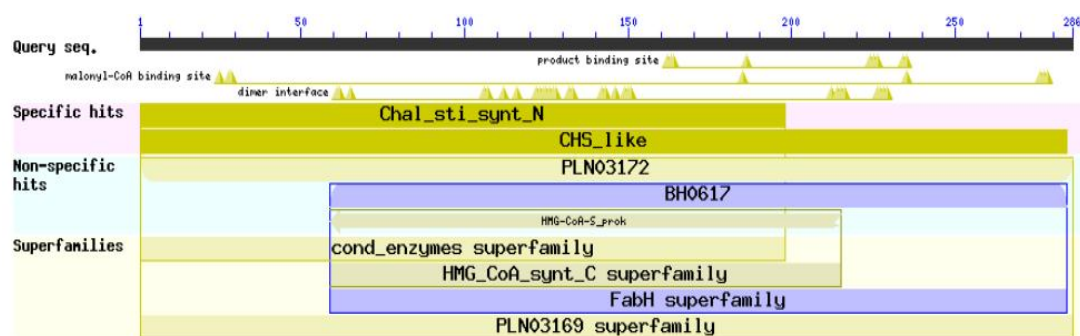 1 50 100 150 200 250 286
Query seq.
product binding site
malonyl-CoA binding site
dimer interface
Specific hits
Chal_sti_synt_N
CHS_like
Non-specific
hits
PLN03172
BH0617
HMG-CoA-S_prok
Superfamilies
cond_enzymes superfamily
HMG_CoA_synt_C superfamily
FabH superfamily
PLN03169 superfamily